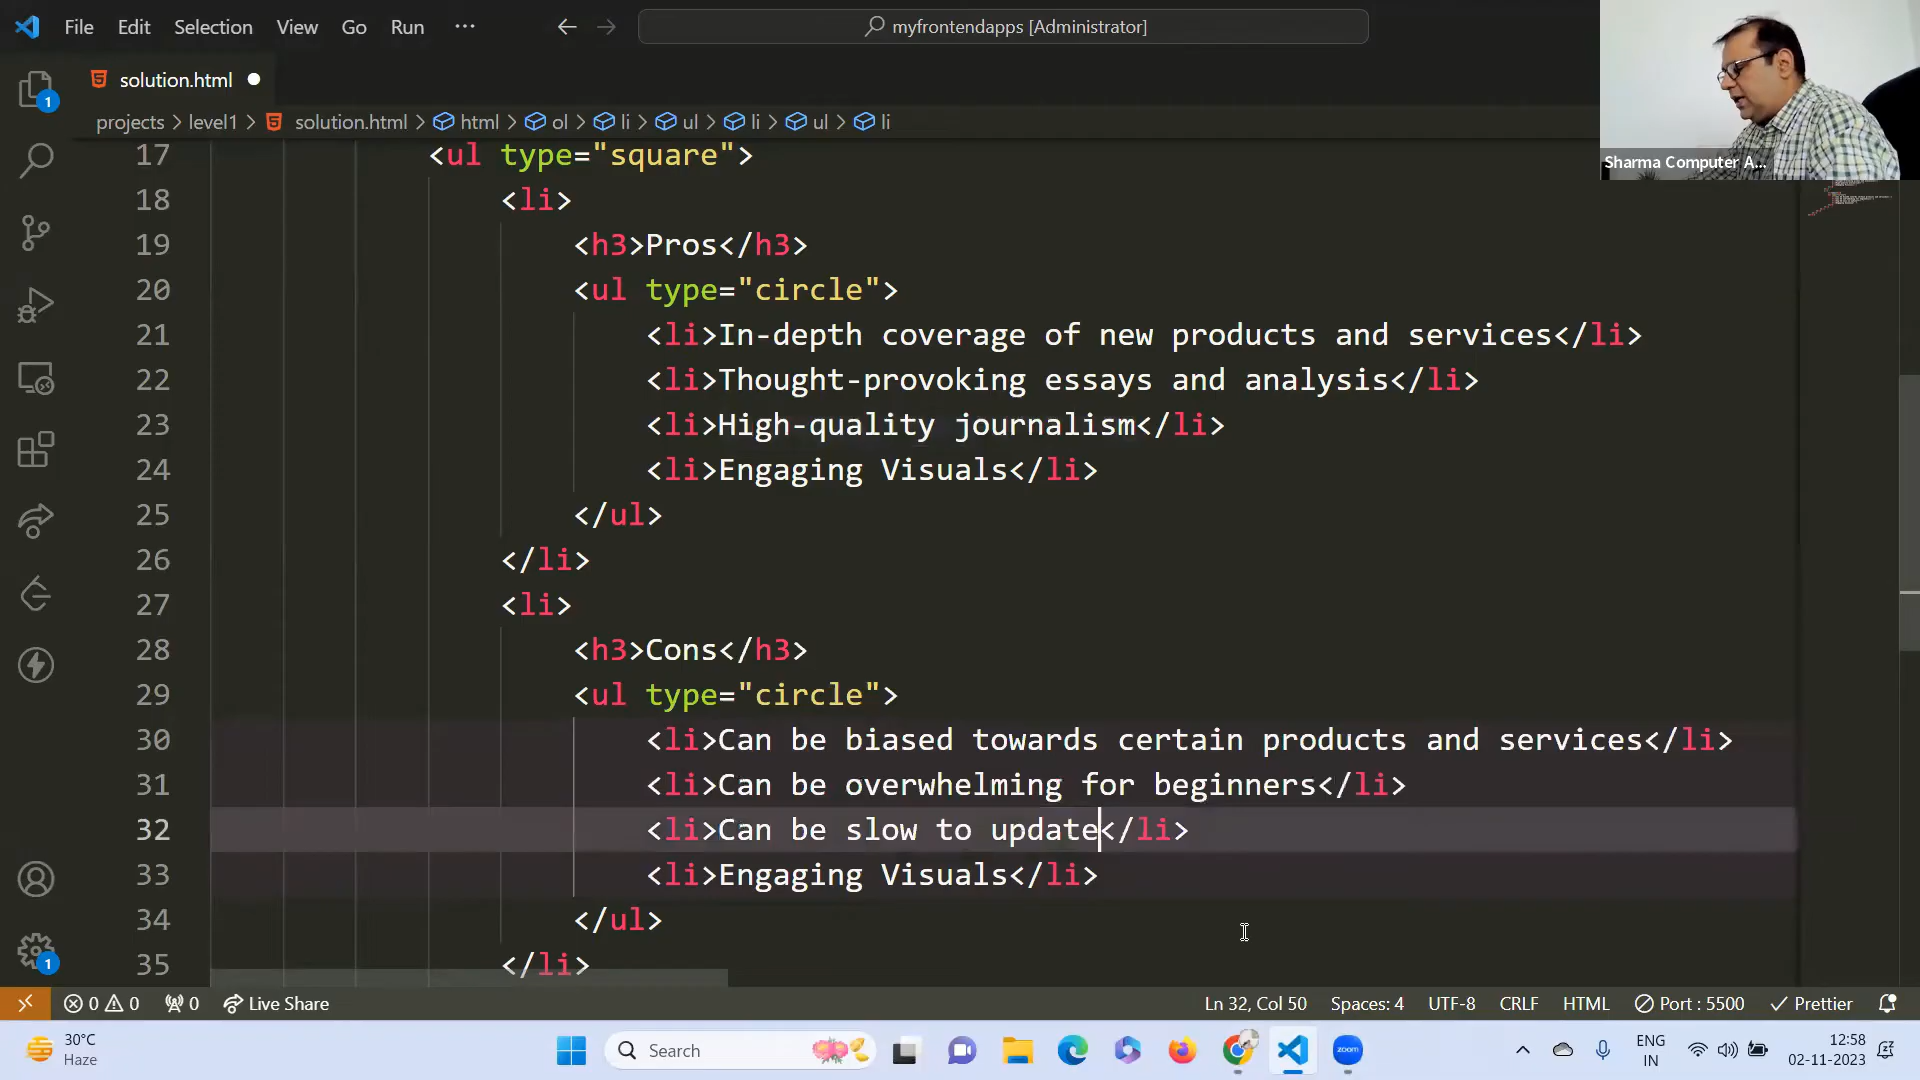 File Edit Selection View Go Run ···
myfrontendapps [Administrator]
solution.html
projects > level1 > solution.html > html > ol > li > ul > li > ul > li
Sharma Computer A...
17 <ul type="square">
18 <li>
19 <h3>Pros</h3>
20 <ul type="circle">
21 <li>In-depth coverage of new products and services</li>
22 <li>Thought-provoking essays and analysis</li>
23 <li>High-quality journalism</li>
24 <li>Engaging Visuals</li>
25 </ul>
26 </li>
27 <li>
28 <h3>Cons</h3>
29 <ul type="circle">
30 <li>Can be biased towards certain products and services</li>
31 <li>Can be overwhelming for beginners</li>
32 <li>Can be slow to update</li>
33 <li>Engaging Visuals</li>
34 </ul>
35 </li>
1
1
0 0 0 Live Share Ln 32, Col 50 Spaces: 4 UTF-8 CRLF HTML Port : 5500 Prettier
30°C
Haze
Search
zoom
ENG
IN
12:58
02-11-2023